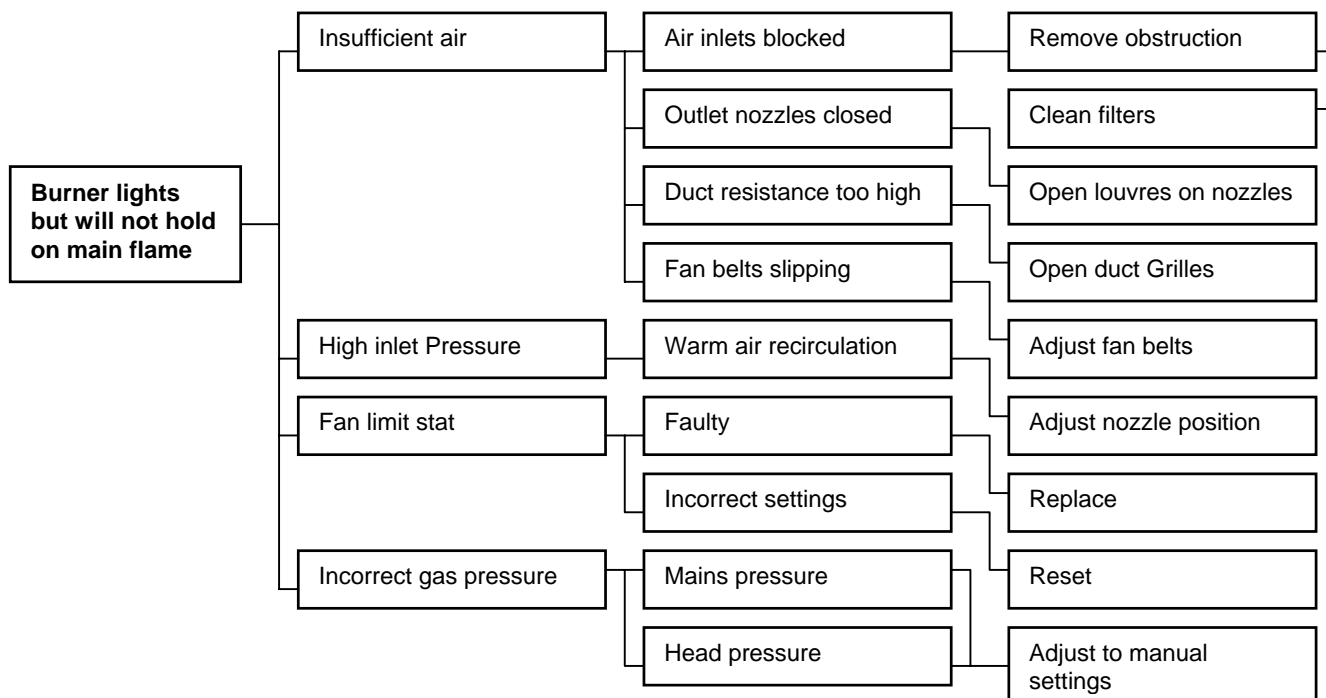 Burner lights
but will not hold
on main flame
Insufficient air
High inlet Pressure
Fan limit stat
Incorrect gas pressure
Air inlets blocked
Outlet nozzles closed
Duct resistance too high
Fan belts slipping
Warm air recirculation
Faulty
Incorrect settings
Mains pressure
Head pressure
Remove obstruction
Clean filters
Open louvres on nozzles
Open duct Grilles
Adjust fan belts
Adjust nozzle position
Replace
Reset
Adjust to manual
settings